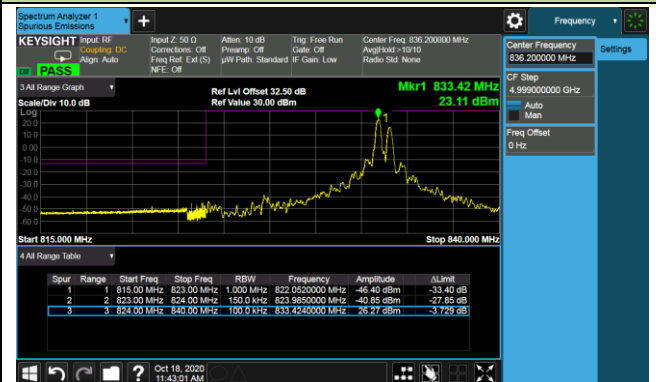 Spectrum Analyzer 1
Spurious Emissions
Frequency
KEYSIGHT Input: RF
Coupling: DC
Align: Auto
Input Z: 50 Ω
Corrections: Off
Freq Ref: Ext (S)
NFE: Off
Atten: 10 dB
Preamp: Off
µW Path: Standard
Trig: Free Run
Gate: Off
IF Gain: Low
Center Freq: 836.200000 MHz
Avg|Hold:>10/10
Radio Std: None
LXI PASS
Center Frequency
836.200000 MHz
Settings
CF Step
4.999000000 GHz
Auto
Man
Freq Offset
0 Hz
3 All Range Graph
Scale/Div 10.0 dB
Ref Lvl Offset 32.50 dB
Ref Value 30.00 dBm
Mkr1 833.42 MHz
23.11 dBm
Log
20.0
10.0
0.00
-10.0
-20.0
-30.0
-40.0
-50.0
-60.0
1
Start 815.000 MHz
Stop 840.000 MHz
4 All Range Table
Spur Range Start Freq Stop Freq RBW Frequency Amplitude ΔLimit
1 1 815.00 MHz 823.00 MHz 1.000 MHz 822.0520000 MHz -46.40 dBm -33.40 dB
2 2 823.00 MHz 824.00 MHz 150.0 kHz 823.9850000 MHz -40.85 dBm -27.85 dB
3 3 824.00 MHz 840.00 MHz 100.0 kHz 833.4240000 MHz 26.27 dBm -3.729 dB
Oct 18, 2020
11:43:01 AM